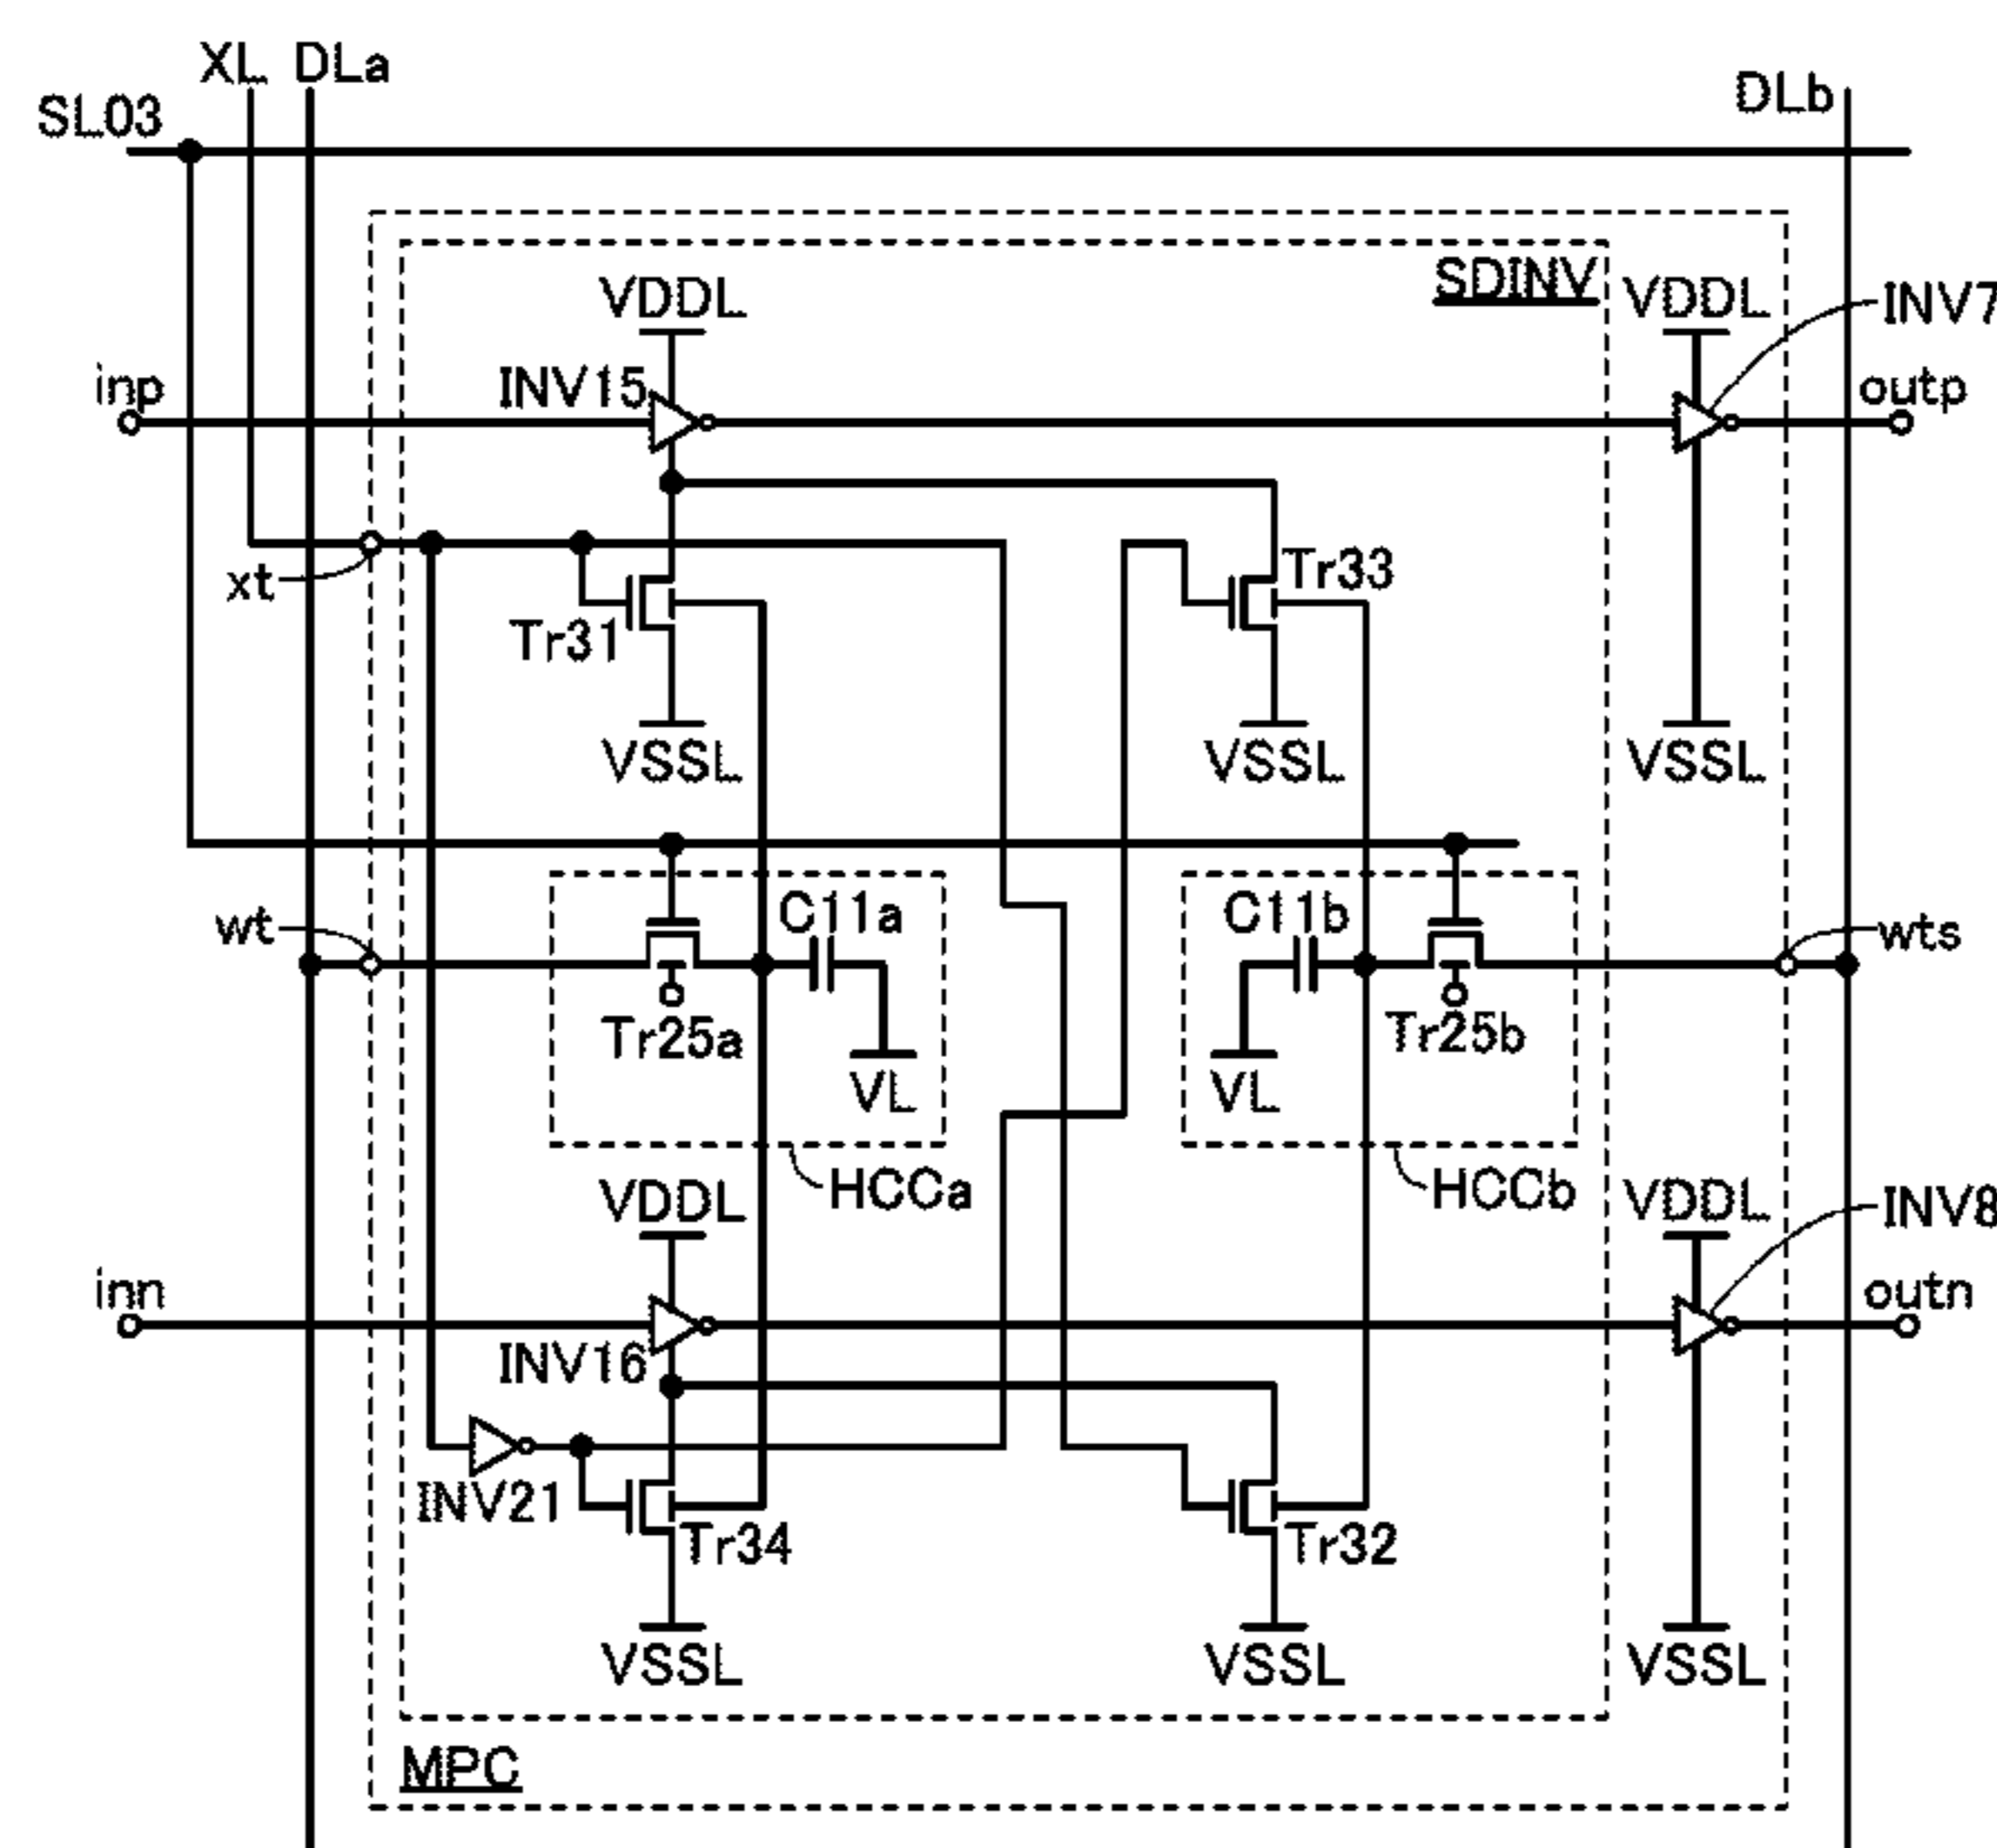 XL DLa
DLb
SL03
SDINV
VDDL
VDDL
INV7
inp
INV15
outp
xt
Tr33
Tr31
VSSL
VSSL
VSSL
wt
C11a
C11b
wts
Tr25a
Tr25b
VL
VL
HCCa
HCCb
VDDL
VDDL
INV8
inn
outn
INV16
INV21
Tr34
Tr32
VSSL
VSSL
VSSL
MPC